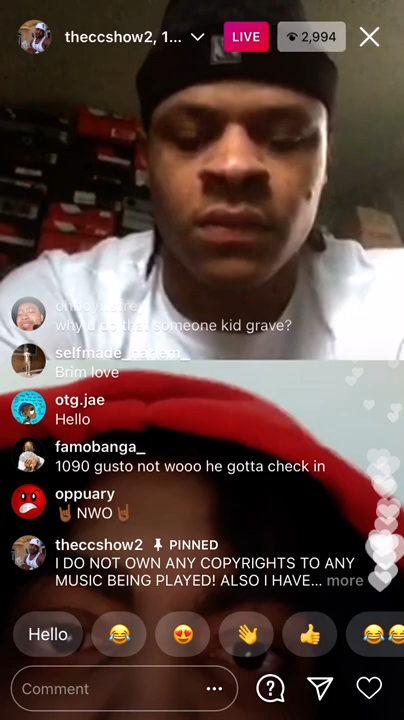 theccshow2, 1...
LIVE
2,994
why u do that someone kid grave?
selfmade_harlem_
Brim love
otg.jae
Hello
famobanga_
1090 gusto not wooo he gotta check in
oppuary
🤘🏾NWO🤘🏾
theccshow2 PINNED
I DO NOT OWN ANY COPYRIGHTS TO ANY
MUSIC BEING PLAYED! ALSO I HAVE... more
Hello
Comment